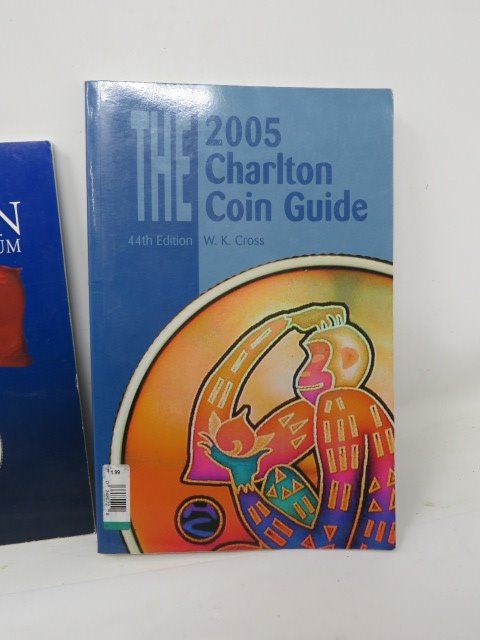 THE 2005
Charlton
Coin Guide
44th Edition W. K. Cross
1.99
N
UM